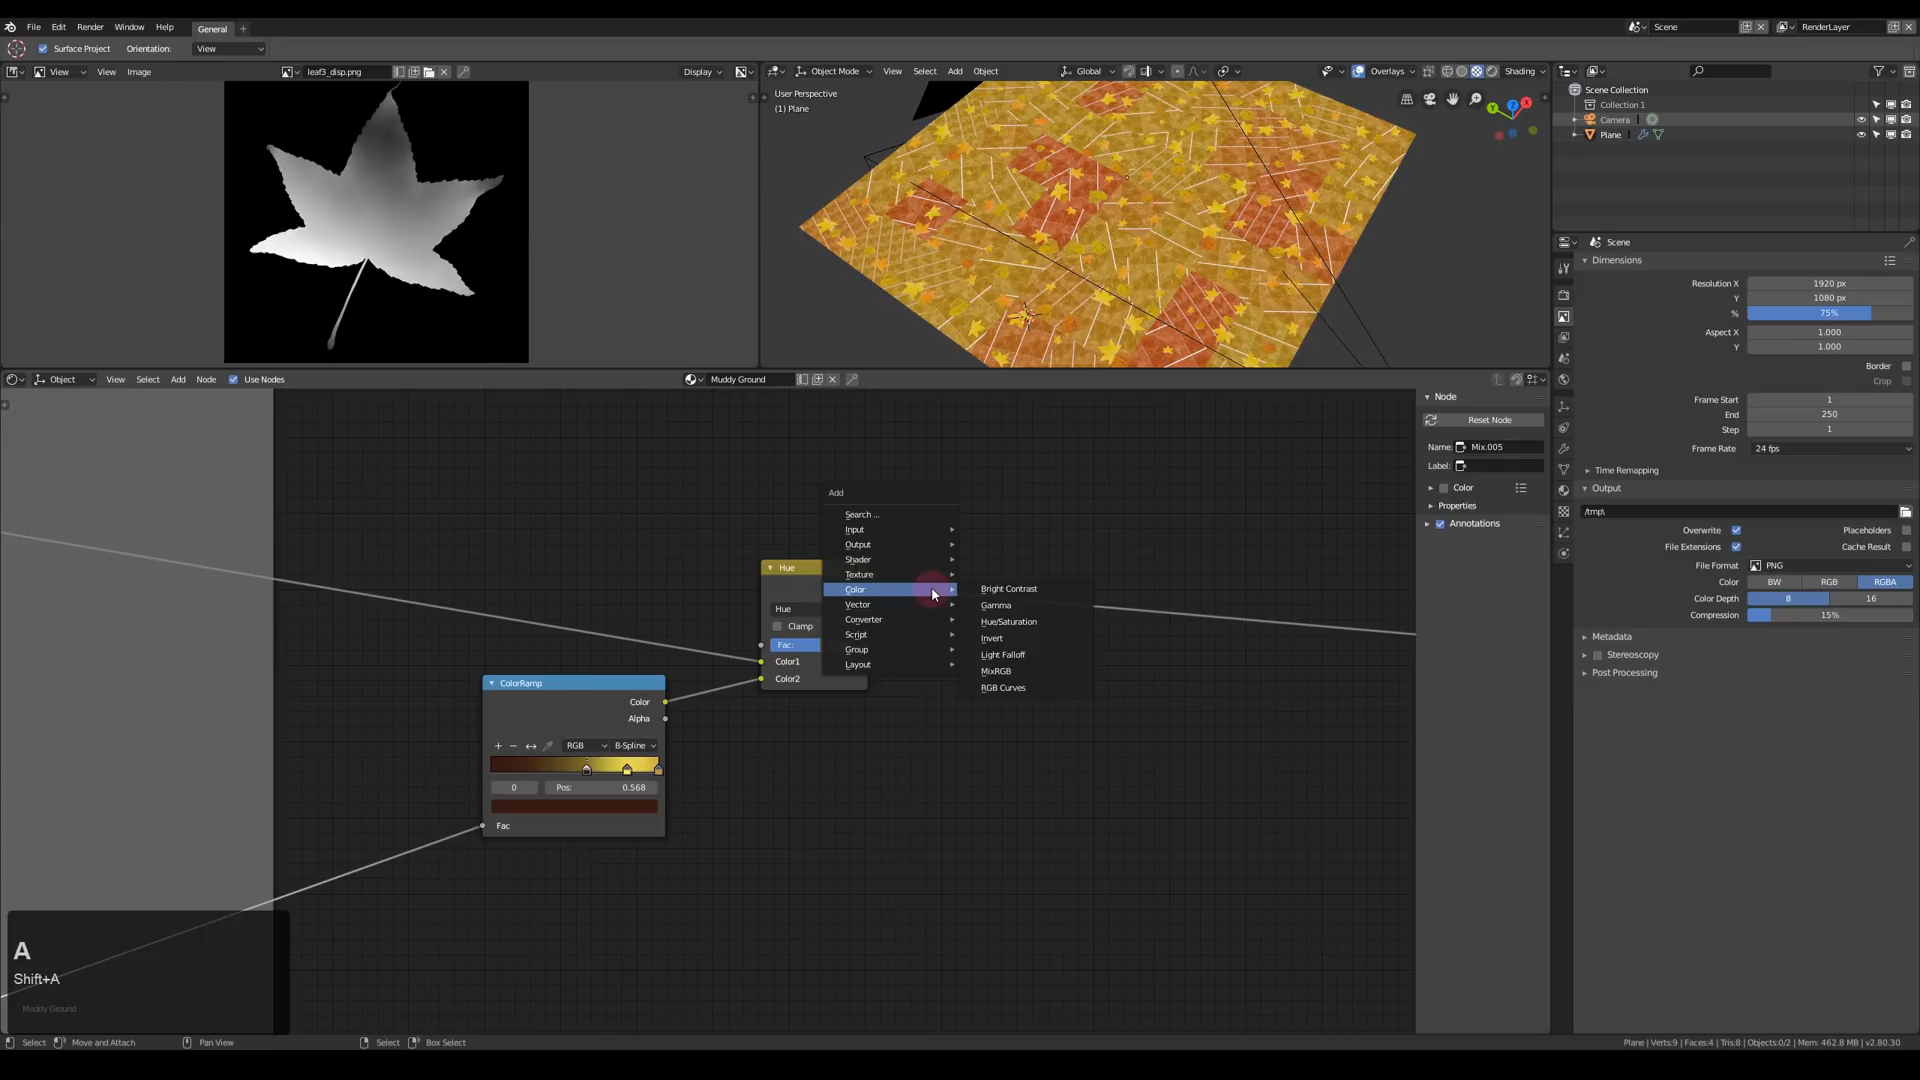 File Edit Render Window Help General
Scene RenderLayer
Surface Project Orientation: View
View View Image leaf3_disp.png Display
Object Mode View Select Add Object Global Overlays Shading
User Perspective
(1) Plane
Scene Collection
Collection 1
Camera
Plane
Scene
Dimensions
Resolution X 1920 px
Y 1080 px
% 75%
Aspect X 1.000
Y 1.000
Border
Crop
Frame Start 1
End 250
Step 1
Frame Rate 24 fps
Time Remapping
Output
/tmp\
Overwrite Placeholders
File Extensions Cache Result
File Format PNG
Color BW RGB RGBA
Color Depth 8 16
Compression 15%
Metadata
Stereoscopy
Post Processing
Object View Select Add Node Use Nodes Muddy Ground
Node
Reset Node
Name: Mix.005
Label:
Color
Properties
Annotations
Add
Search ...
Input
Output
Shader
Texture
Color
Vector
Converter
Script
Group
Layout
Bright Contrast
Gamma
Hue/Saturation
Invert
Light Falloff
MixRGB
RGB Curves
Hue
Hue
Clamp
Fac:
Color1
Color2
ColorRamp
Color
Alpha
RGB B-Spline
0 Pos: 0.568
Fac
A
Shift+A
Muddy Ground
Select Move and Attach Pan View Select Box Select
Plane | Verts:9 | Faces:4 | Tris:8 | Objects:0/2 | Mem: 462.8 MB | v2.80.30